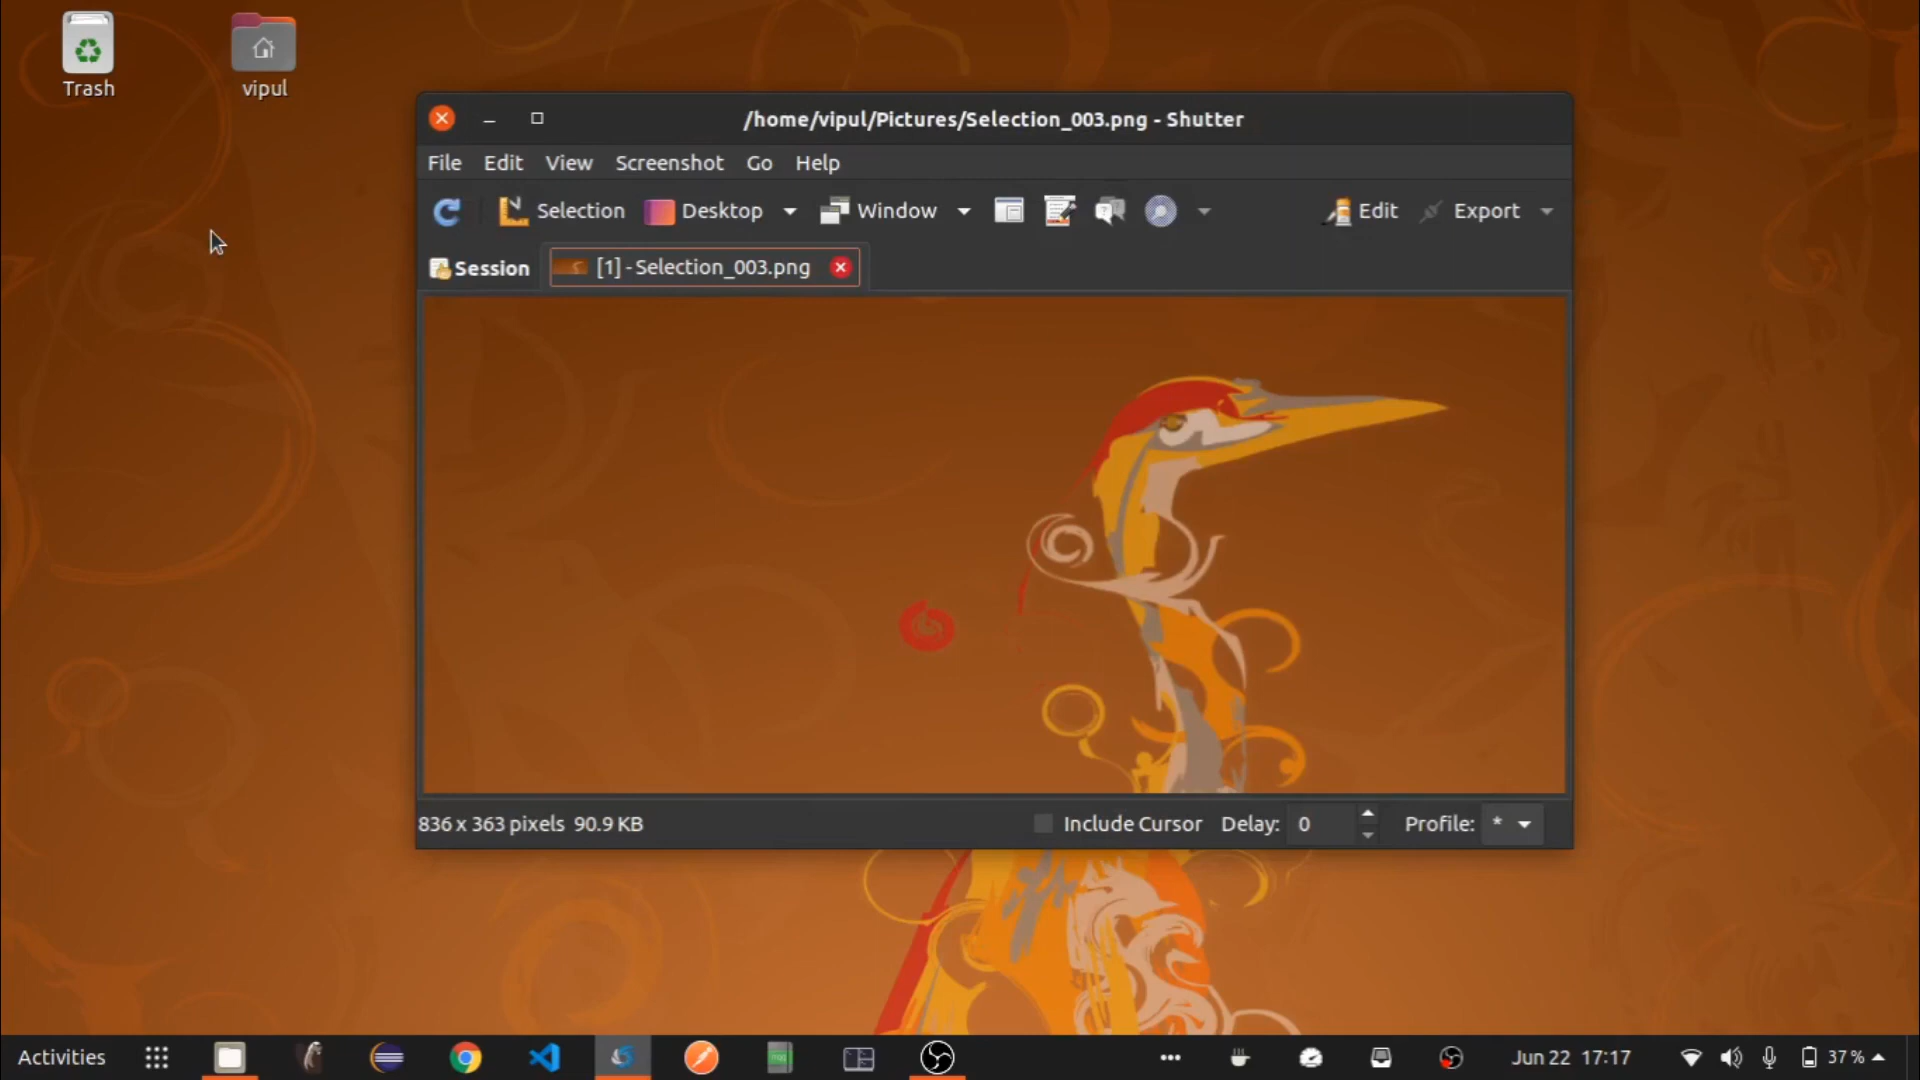 Trash
vipul
/home/vipul/Pictures/Selection_003.png - Shutter
File Edit View Screenshot Go Help
Selection Desktop Window Edit Export
Session [1] - Selection_003.png
836 x 363 pixels 90.9 KB Include Cursor Delay: 0 Profile: *
Activities Jun 22 17:17 37 %